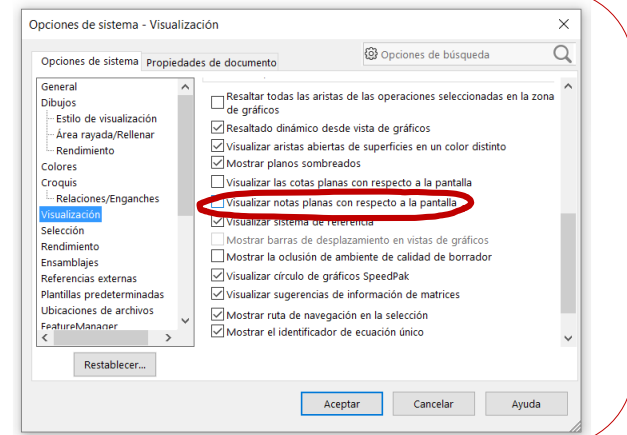 Opciones de sistema - Visualización
Opciones de sistema
Propiedades de documento
Opciones de búsqueda
General
Dibujos
Estilo de visualización
Área rayada/Rellenar
Rendimiento
Colores
Croquis
Relaciones/Enganches
Visualización
Selección
Rendimiento
Ensamblajes
Referencias externas
Plantillas predeterminadas
Ubicaciones de archivos
FeatureManager
Restablecer...
Resaltar todas las aristas de las operaciones seleccionadas en la zona
de gráficos
Resaltado dinámico desde vista de gráficos
Visualizar aristas abiertas de superficies en un color distinto
Mostrar planos sombreados
Visualizar las cotas planas con respecto a la pantalla
Visualizar notas planas con respecto a la pantalla
Visualizar sistema de referencia
Mostrar barras de desplazamiento en vistas de gráficos
Mostrar la oclusión de ambiente de calidad de borrador
Visualizar círculo de gráficos SpeedPak
Visualizar sugerencias de información de matrices
Mostrar ruta de navegación en la selección
Mostrar el identificador de ecuación único
Aceptar
Cancelar
Ayuda